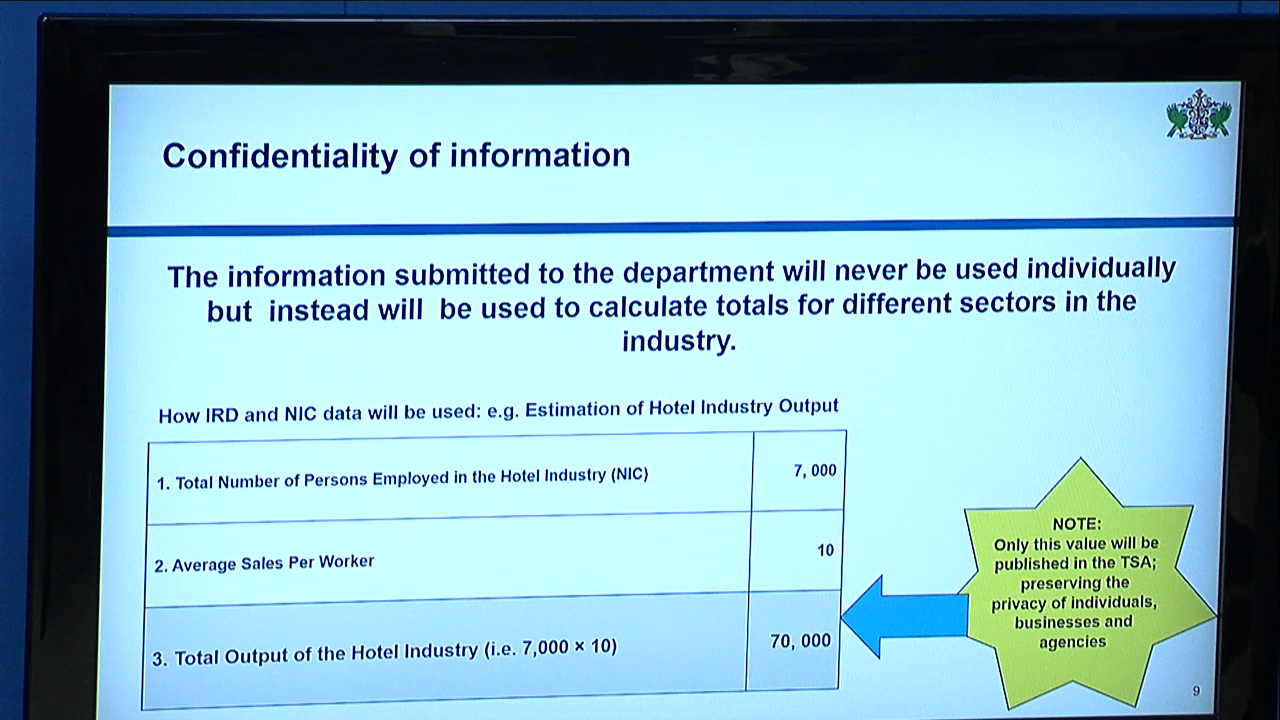 Confidentiality of information
The information submitted to the department will never be used individually
but instead will be used to calculate totals for different sectors in the
industry.
How IRD and NIC data will be used: e.g. Estimation of Hotel Industry Output
1. Total Number of Persons Employed in the Hotel Industry (NIC) 7, 000
2. Average Sales Per Worker 10
3. Total Output of the Hotel Industry (i.e. 7,000 × 10) 70, 000
NOTE:
Only this value will be
published in the TSA;
preserving the
privacy of individuals,
businesses and
agencies
9